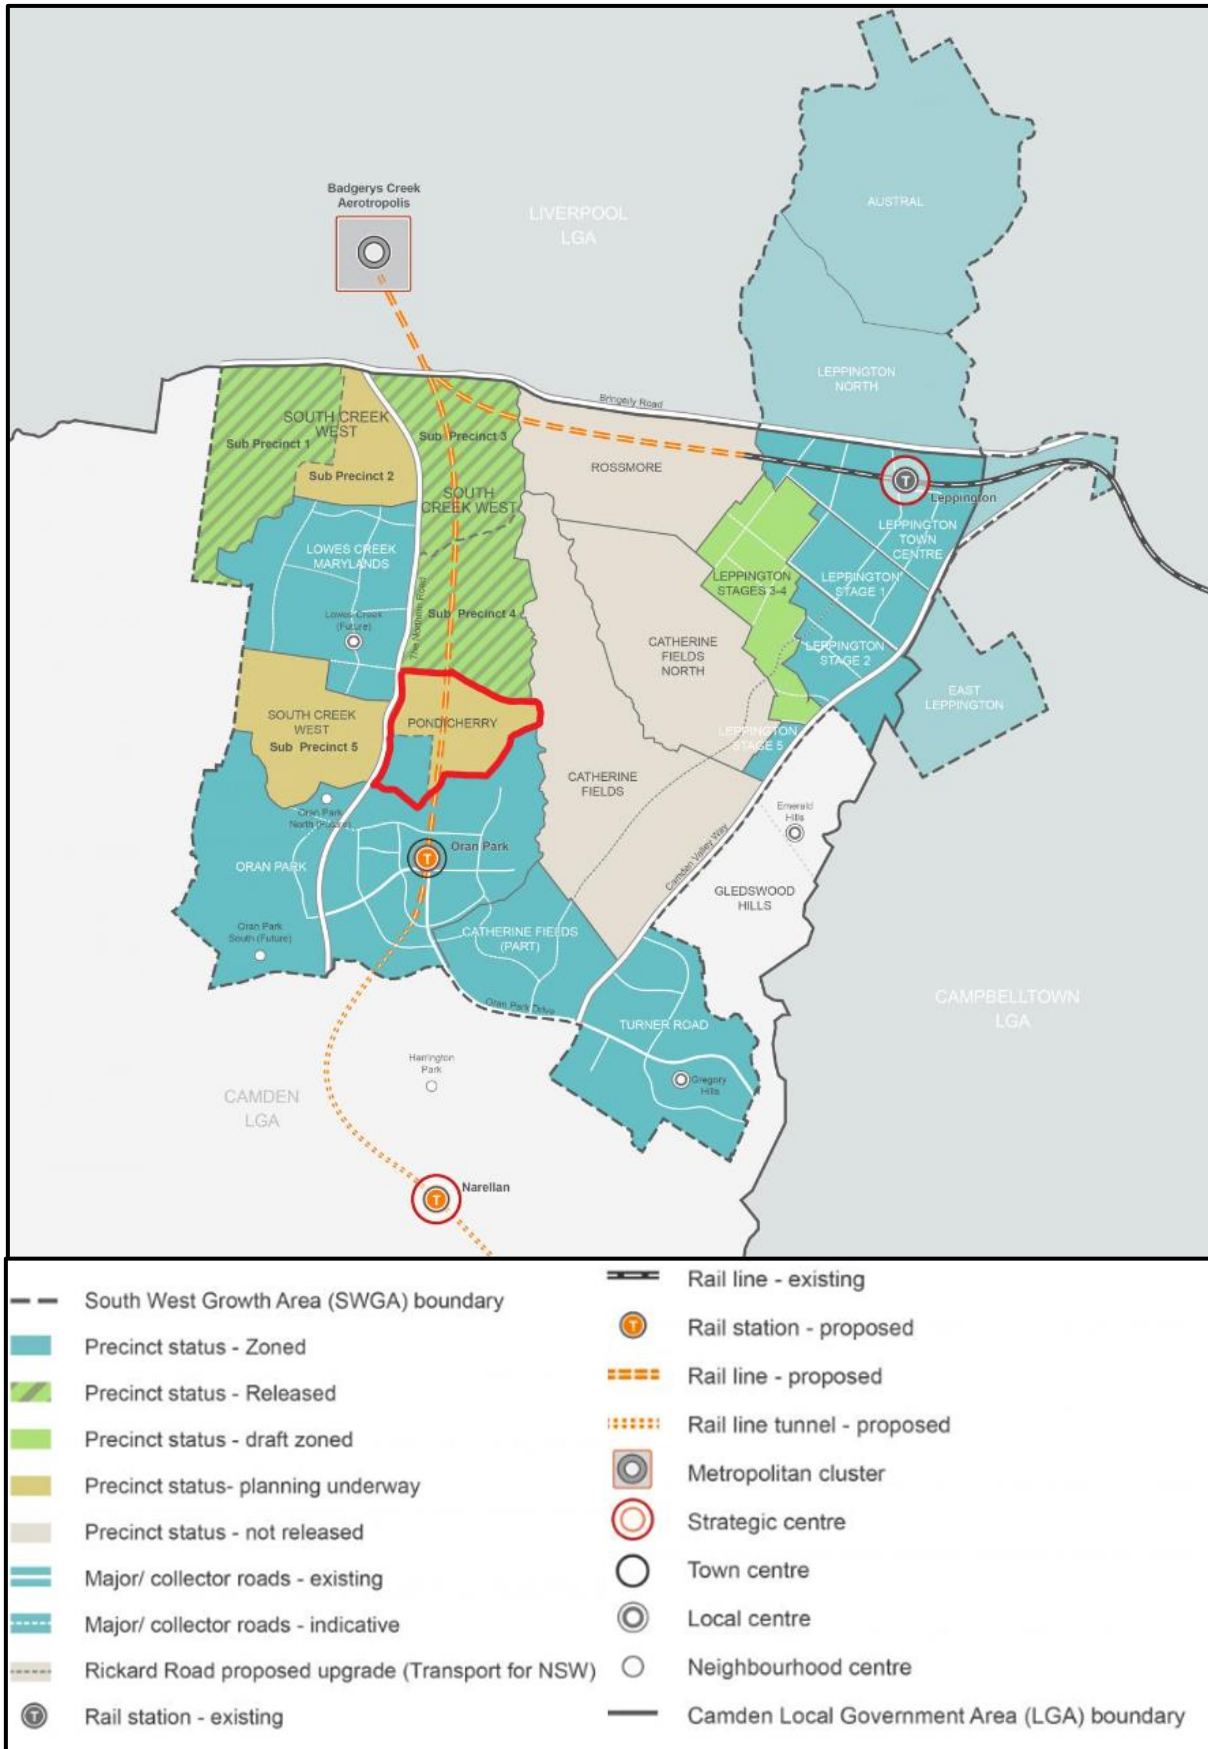 Badgerys Creek
Aerotropolis
LIVERPOOL
LGA
AUSTRAL
LEPPINGTON
NORTH
Bringelly Road
SOUTH CREEK
WEST
Sub Precinct 1
Sub Precinct 2
Sub Precinct 3
SOUTH
CREEK WEST
ROSSMORE
Leppington
LEPPINGTON
TOWN
CENTRE
LOWES CREEK
MARYLANDS
LEPPINGTON
STAGES 3-4
LEPPINGTON
STAGE 1
The Northern Road
Sub Precinct 4
Lowes Creek
(Future)
CATHERINE
FIELDS
NORTH
LEPPINGTON
STAGE 2
EAST
LEPPINGTON
SOUTH CREEK
WEST
Sub Precinct 5
PONDICHERRY
LEPPINGTON
STAGE 5
CATHERINE
FIELDS
Oran Park
North (Future)
Emerald
Hills
Oran Park
ORAN PARK
Camden Valley Way
GLEDSWOOD
HILLS
Oran Park
South (Future)
CATHERINE FIELDS
(PART)
CAMPBELLTOWN
LGA
Oran Park Drive
TURNER ROAD
Harrington
Park
Gregory
Hills
CAMDEN
LGA
Narellan
South West Growth Area (SWGA) boundary
Precinct status - Zoned
Precinct status - Released
Precinct status - draft zoned
Precinct status- planning underway
Precinct status - not released
Major/ collector roads - existing
Major/ collector roads - indicative
Rickard Road proposed upgrade (Transport for NSW)
T Rail station - existing
Rail line - existing
T Rail station - proposed
Rail line - proposed
Rail line tunnel - proposed
Metropolitan cluster
Strategic centre
Town centre
Local centre
Neighbourhood centre
Camden Local Government Area (LGA) boundary